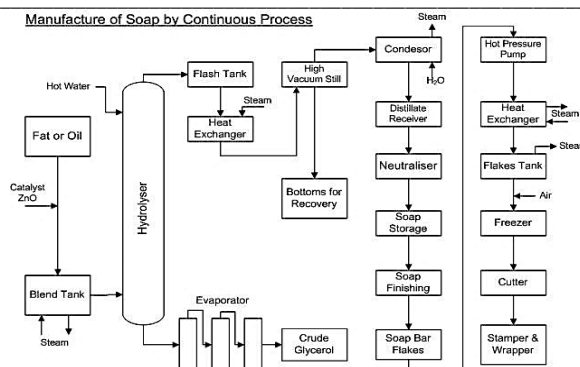 Manufacture of Soap by Continuous Process
Steam
Flash Tank
High
Vacuum Still
Condesor
Hot Pressure
Pump
Hot Water
H₂O
Steam
Heat
Exchanger
Distillate
Receiver
Heat
Exchanger
Steam
Fat or Oil
Neutraliser
Flakes Tank
Catalyst
ZnO
Hydrolyser
Bottoms for
Recovery
Air
Soap
Storage
Freezer
Blend Tank
Soap
Finishing
Cutter
Evaporator
Steam
Crude
Glycerol
Soap Bar
Flakes
Stamper &
Wrapper